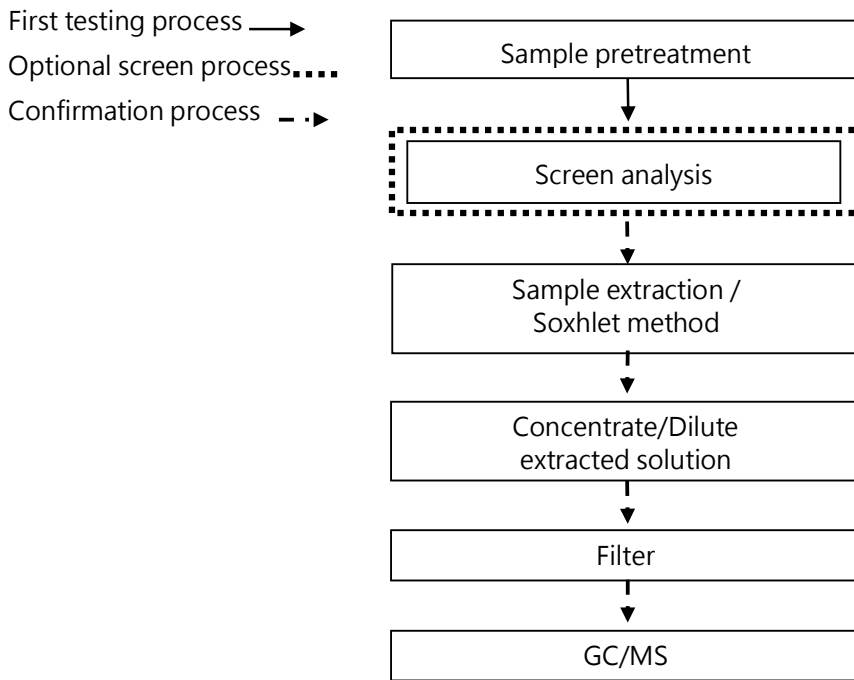 First testing process
Optional screen process
Confirmation process
Sample pretreatment
Screen analysis
Sample extraction /
Soxhlet method
Concentrate/Dilute
extracted solution
Filter
GC/MS